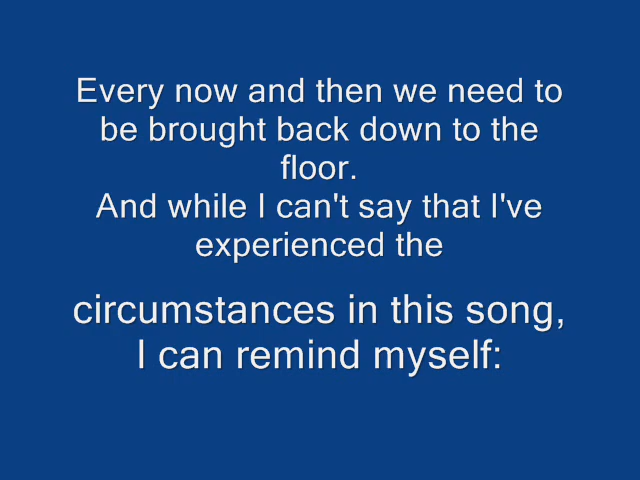 Every now and then we need to
be brought back down to the
floor.
And while I can't say that I've
experienced the
circumstances in this song,
I can remind myself: